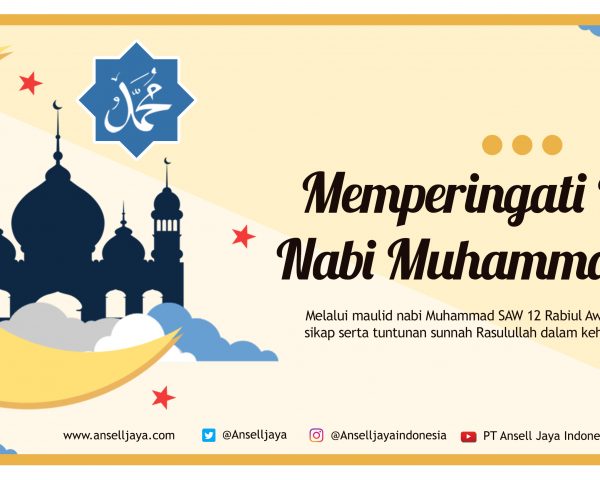 محمد
Memperingati
Nabi Muhamma
Melalui maulid nabi Muhammad SAW 12 Rabiul Aw
sikap serta tuntunan sunnah Rasulullah dalam keh
www.anselljaya.com @Anselljaya @Anselljayaindonesia PT Ansell Jaya Indone